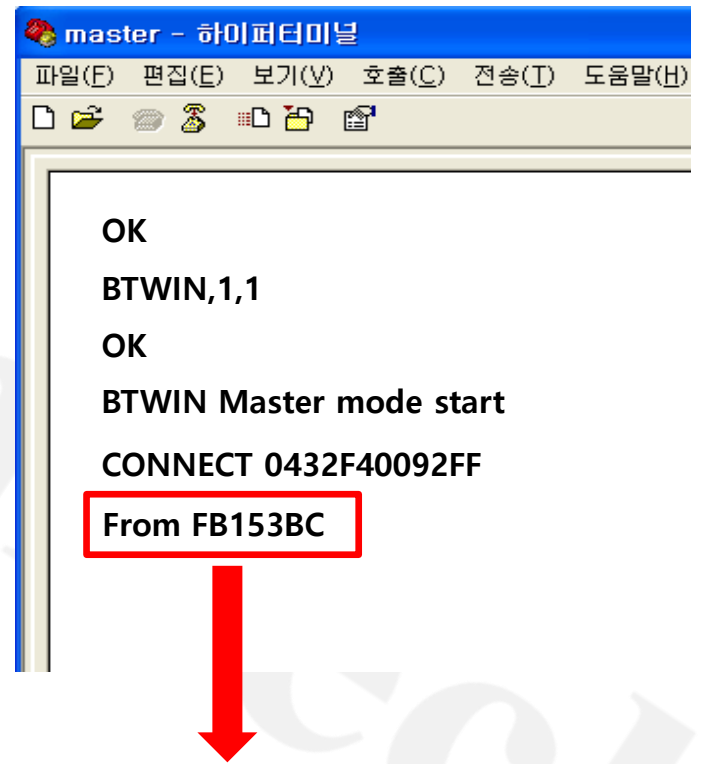 master - 하이퍼터미널
파일(F) 편집(E) 보기(V) 호출(C) 전송(T) 도움말(H)
OK
BTWIN,1,1
OK
BTWIN Master mode start
CONNECT 0432F40092FF
From FB153BC